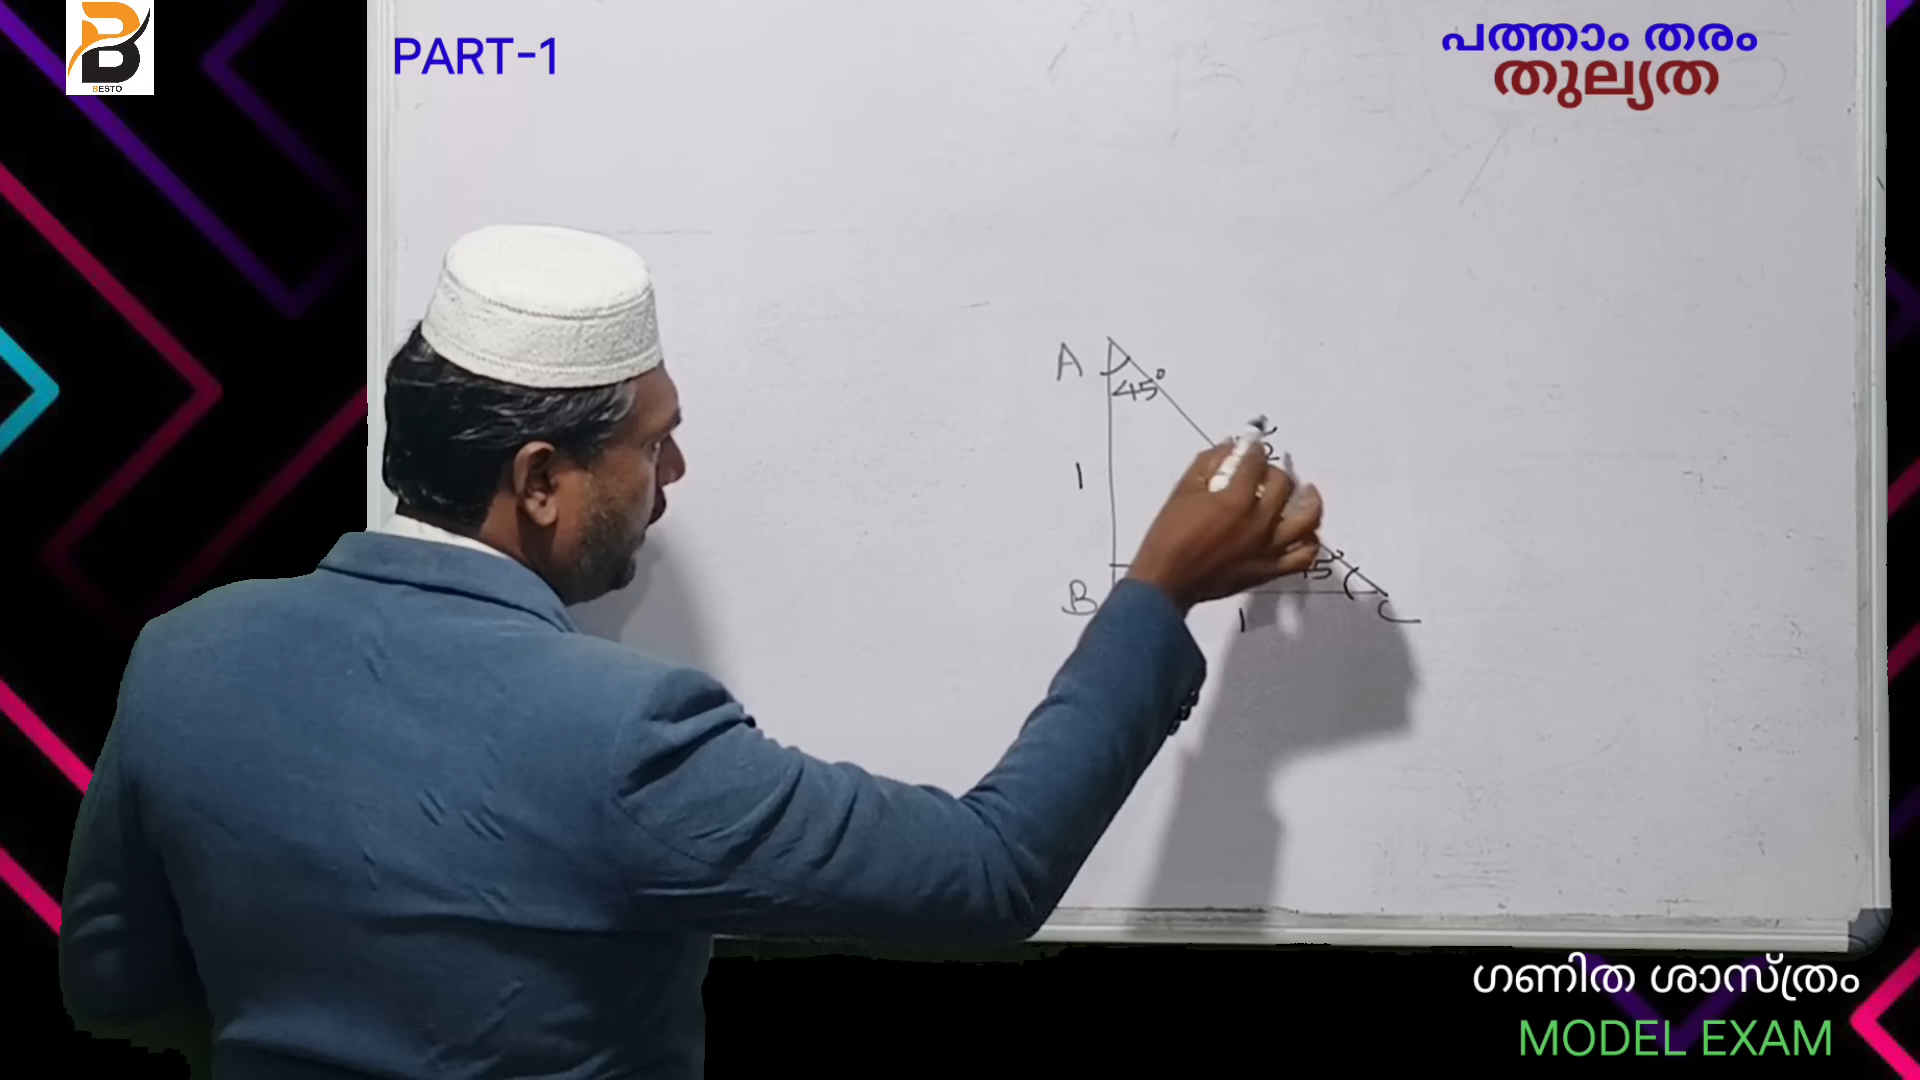 BESTO
PART-1
പത്താം തരം
തുല്യത
A
45°
1
B
1
C
ഗണിത ശാസ്ത്രം
MODEL EXAM